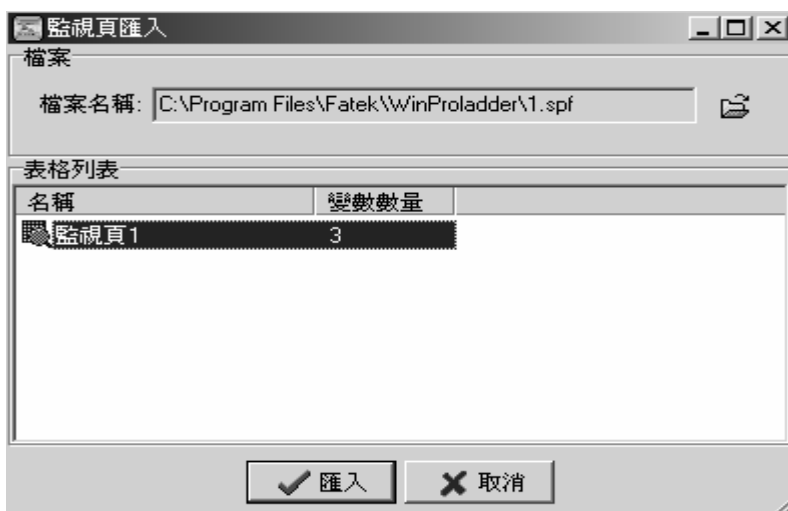 監視頁匯入
檔案
檔案名稱: C:\Program Files\Fatek\WinProladder\1.spf
表格列表
名稱 變數數量
監視頁1 3
匯入 取消